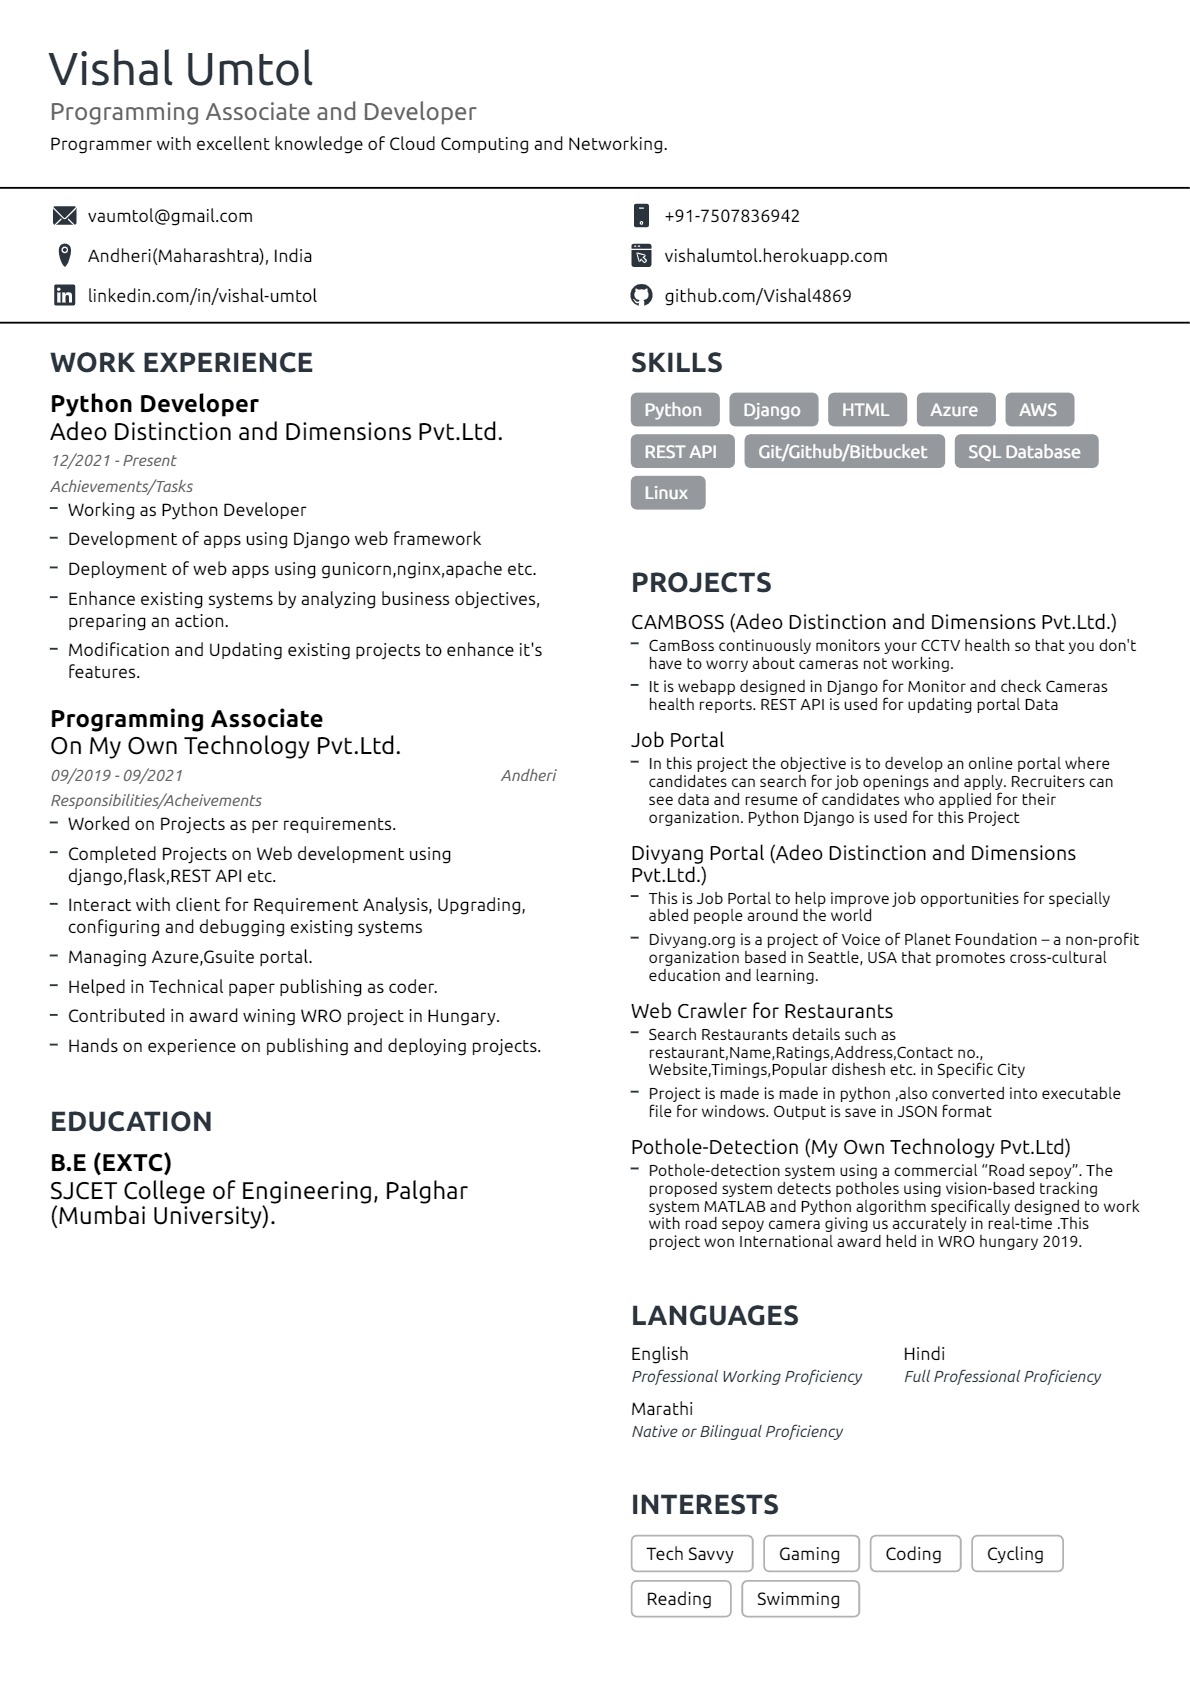 Vishal Umtol
Programming Associate and Developer
Programmer with excellent knowledge of Cloud Computing and Networking.
vaumtol@gmail.com
+91-7507836942
Andheri(Maharashtra), India
vishalumtol.herokuapp.com
linkedin.com/in/vishal-umtol
github.com/Vishal4869
WORK EXPERIENCE
Python Developer
Adeo Distinction and Dimensions Pvt.Ltd.
12/2021 - Present
Achievements/Tasks
– Working as Python Developer
– Development of apps using Django web framework
– Deployment of web apps using gunicorn,nginx,apache etc.
– Enhance existing systems by analyzing business objectives,
preparing an action.
– Modification and Updating existing projects to enhance it's
features.
Programming Associate
On My Own Technology Pvt.Ltd.
09/2019 - 09/2021 Andheri
Responsibilities/Acheivements
– Worked on Projects as per requirements.
– Completed Projects on Web development using
django,flask,REST API etc.
– Interact with client for Requirement Analysis, Upgrading,
configuring and debugging existing systems
– Managing Azure,Gsuite portal.
– Helped in Technical paper publishing as coder.
– Contributed in award wining WRO project in Hungary.
– Hands on experience on publishing and deploying projects.
EDUCATION
B.E (EXTC)
SJCET College of Engineering, Palghar
(Mumbai University).
SKILLS
Python Django HTML Azure AWS
REST API Git/Github/Bitbucket SQL Database
Linux
PROJECTS
CAMBOSS (Adeo Distinction and Dimensions Pvt.Ltd.)
– CamBoss continuously monitors your CCTV health so that you don't
have to worry about cameras not working.
– It is webapp designed in Django for Monitor and check Cameras
health reports. REST API is used for updating portal Data
Job Portal
– In this project the objective is to develop an online portal where
candidates can search for job openings and apply. Recruiters can
see data and resume of candidates who applied for their
organization. Python Django is used for this Project
Divyang Portal (Adeo Distinction and Dimensions
Pvt.Ltd.)
– This is Job Portal to help improve job opportunities for specially
abled people around the world
– Divyang.org is a project of Voice of Planet Foundation – a non-profit
organization based in Seattle, USA that promotes cross-cultural
education and learning.
Web Crawler for Restaurants
– Search Restaurants details such as
restaurant,Name,Ratings,Address,Contact no.,
Website,Timings,Popular dishesh etc. in Specific City
– Project is made is made in python ,also converted into executable
file for windows. Output is save in JSON format
Pothole-Detection (My Own Technology Pvt.Ltd)
– Pothole-detection system using a commercial “Road sepoy”. The
proposed system detects potholes using vision-based tracking
system MATLAB and Python algorithm specifically designed to work
with road sepoy camera giving us accurately in real-time .This
project won International award held in WRO hungary 2019.
LANGUAGES
English Hindi
Professional Working Proficiency Full Professional Proficiency
Marathi
Native or Bilingual Proficiency
INTERESTS
Tech Savvy Gaming Coding Cycling
Reading Swimming